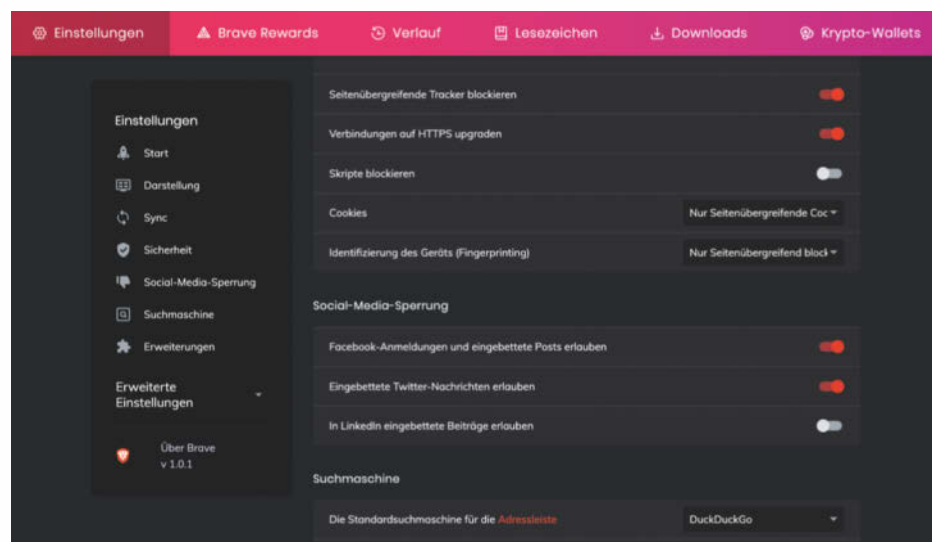 Einstellungen Brave Rewards Verlauf Lesezeichen Downloads Krypto-Wallets
Einstellungen
Start
Darstellung
Sync
Sicherheit
Social-Media-Sperrung
Suchmaschine
Erweiterungen
Erweiterte
Einstellungen
Über Brave
v 1.0.1
Seitenübergreifende Tracker blockieren
Verbindungen auf HTTPS upgraden
Skripte blockieren
Cookies Nur Seitenübergreifende Coc
Identifizierung des Geräts (Fingerprinting) Nur Seitenübergreifend block
Social-Media-Sperrung
Facebook-Anmeldungen und eingebettete Posts erlauben
Eingebettete Twitter-Nachrichten erlauben
In LinkedIn eingebettete Beiträge erlauben
Suchmaschine
Die Standardsuchmaschine für die Adressleiste DuckDuckGo